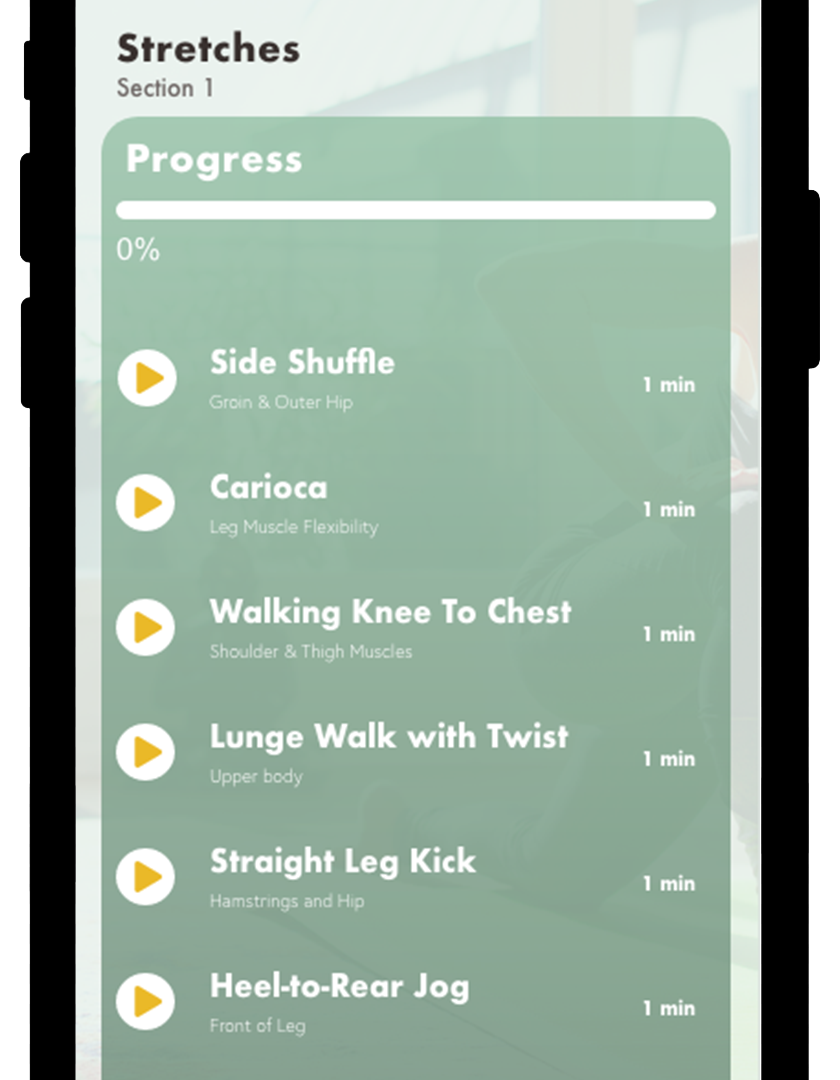 Stretches
Section 1
Progress
0%
Side Shuffle
Groin & Outer Hip
1 min
Carioca
Leg Muscle Flexibility
1 min
Walking Knee To Chest
Shoulder & Thigh Muscles
1 min
Lunge Walk with Twist
Upper body
1 min
Straight Leg Kick
Hamstrings and Hip
1 min
Heel-to-Rear Jog
Front of Leg
1 min